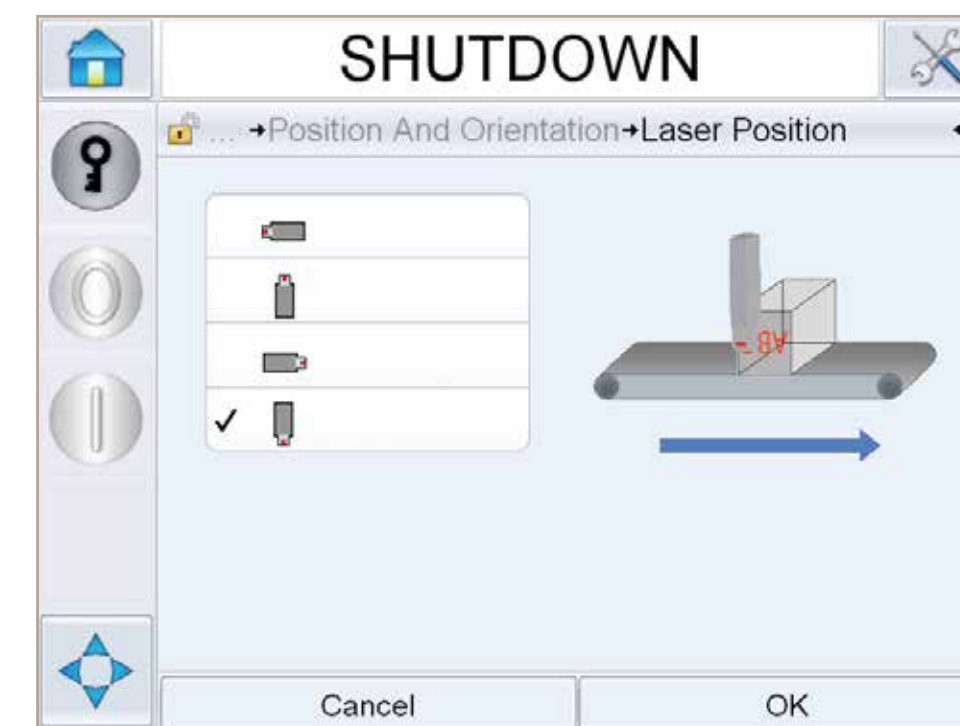 SHUTDOWN
... →Position And Orientation→Laser Position
Cancel
OK